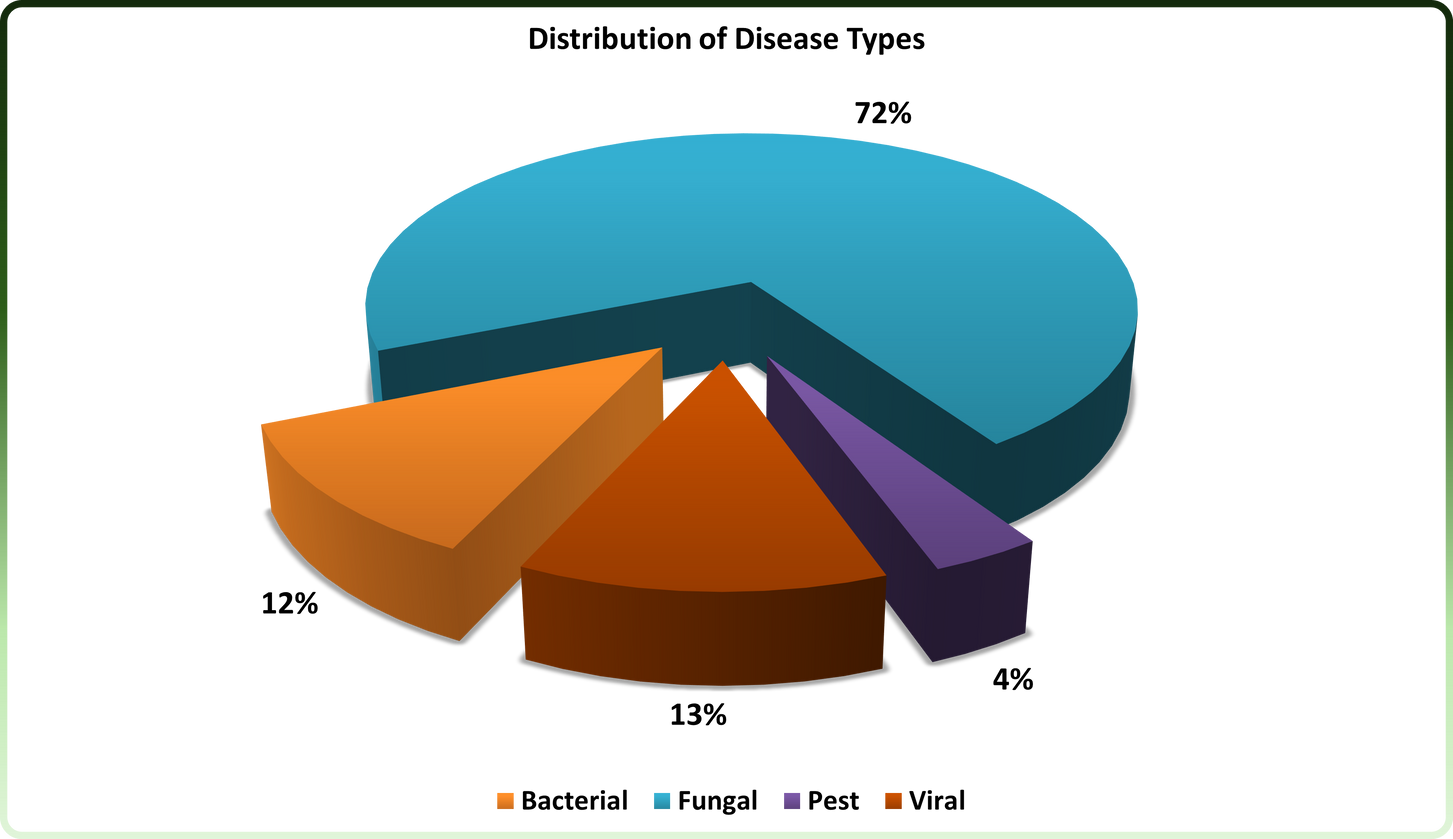 Distribution of Disease Types
72%
12%
4%
13%
Bacterial Fungal Pest Viral